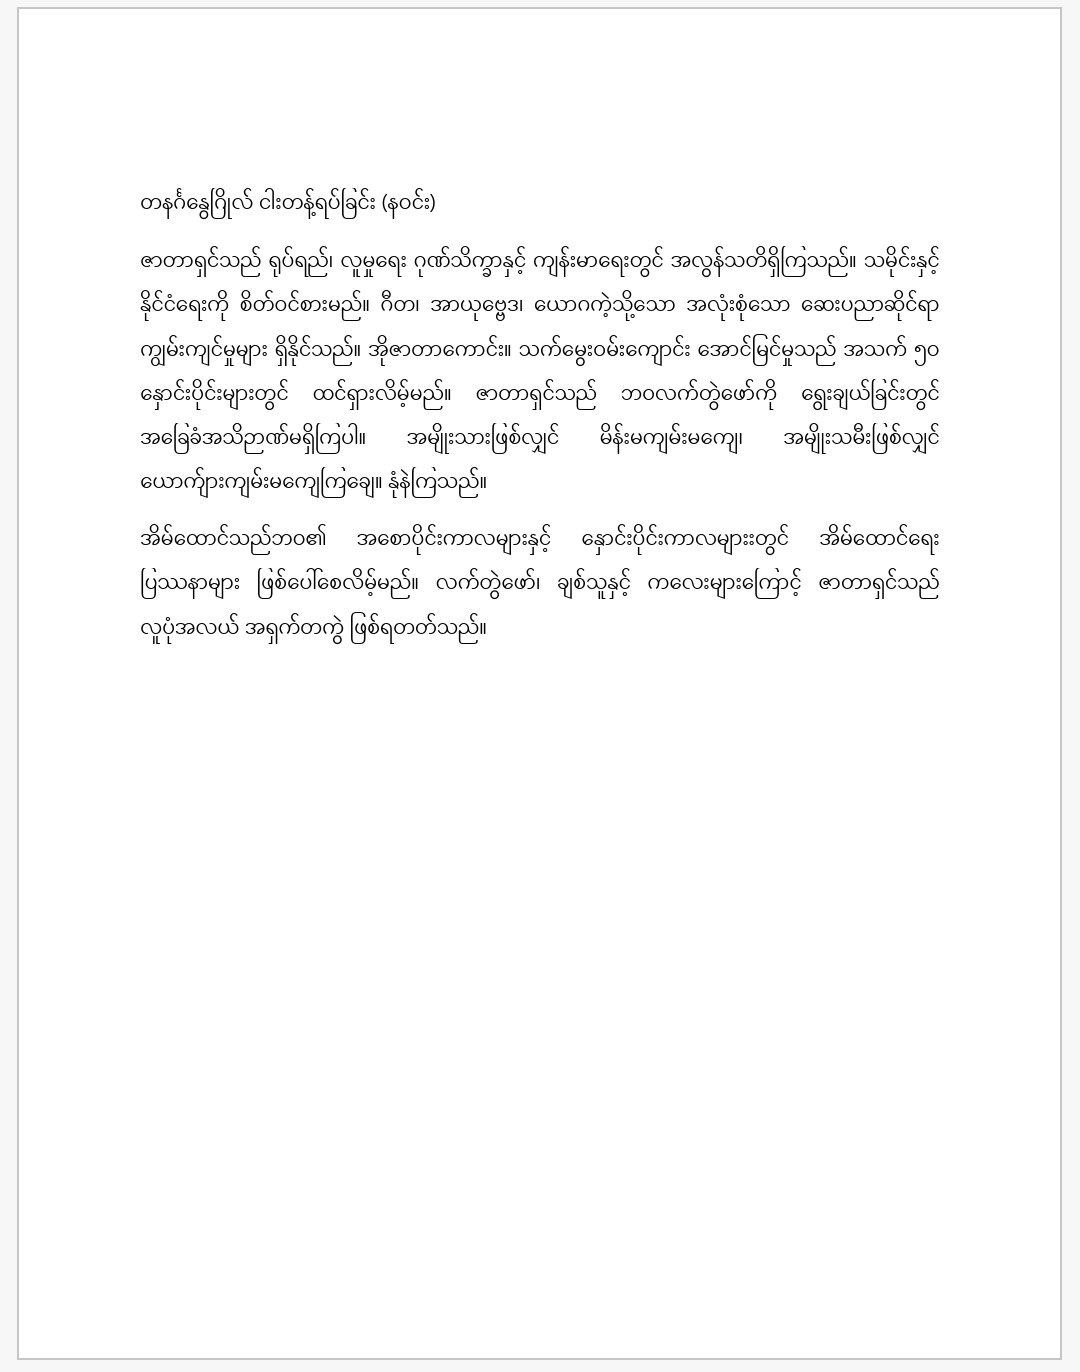 တနင်္ဂနွေဂြိုလ် ငါးတန့်ရပ်ခြင်း (နဝင်း)
ဇာတာရှင်သည် ရုပ်ရည်၊ လူမှုရေး ဂုဏ်သိက္ခာနှင့် ကျန်းမာရေးတွင် အလွန်သတိရှိကြသည်။ သမိုင်းနှင့်
နိုင်ငံရေးကို စိတ်ဝင်စားမည်။ ဂီတ၊ အာယုဗ္ဗေဒ၊ ယောဂကဲ့သို့သော အလုံးစုံသော ဆေးပညာဆိုင်ရာ
ကျွမ်းကျင်မှုများ ရှိနိုင်သည်။ အိုဇာတာကောင်း။ သက်မွေးဝမ်းကျောင်း အောင်မြင်မှုသည် အသက် ၅၀
နှောင်းပိုင်းများတွင် ထင်ရှားလိမ့်မည်။ ဇာတာရှင်သည် ဘဝလက်တွဲဖော်ကို ရွေးချယ်ခြင်းတွင်
အခြေခံအသိဉာဏ်မရှိကြပါ။ အမျိုးသားဖြစ်လျှင် မိန်းမကျမ်းမကျေ၊ အမျိုးသမီးဖြစ်လျှင်
ယောက်ျားကျမ်းမကျေကြချေ။ နုံနဲကြသည်။
အိမ်ထောင်သည်ဘဝ၏ အစောပိုင်းကာလများနှင့် နှောင်းပိုင်းကာလများးတွင် အိမ်ထောင်ရေး
ပြဿနာများ ဖြစ်ပေါ်စေလိမ့်မည်။ လက်တွဲဖော်၊ ချစ်သူနှင့် ကလေးများကြောင့် ဇာတာရှင်သည်
လူပုံအလယ် အရှက်တကွဲ ဖြစ်ရတတ်သည်။